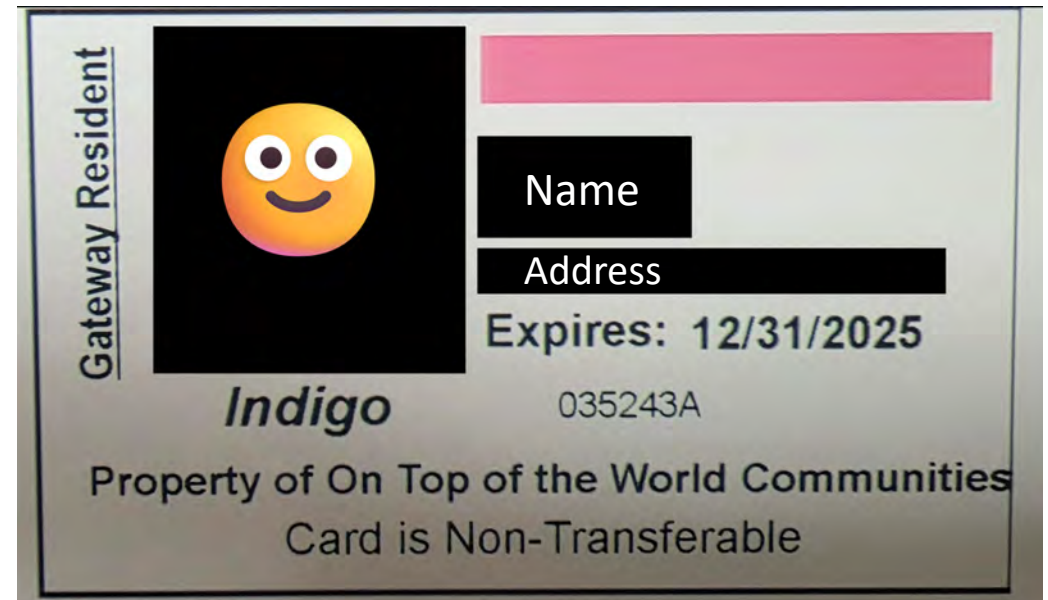 Gateway Resident
Name
Address
Expires: 12/31/2025
Indigo 035243A
Property of On Top of the World Communities
Card is Non-Transferable